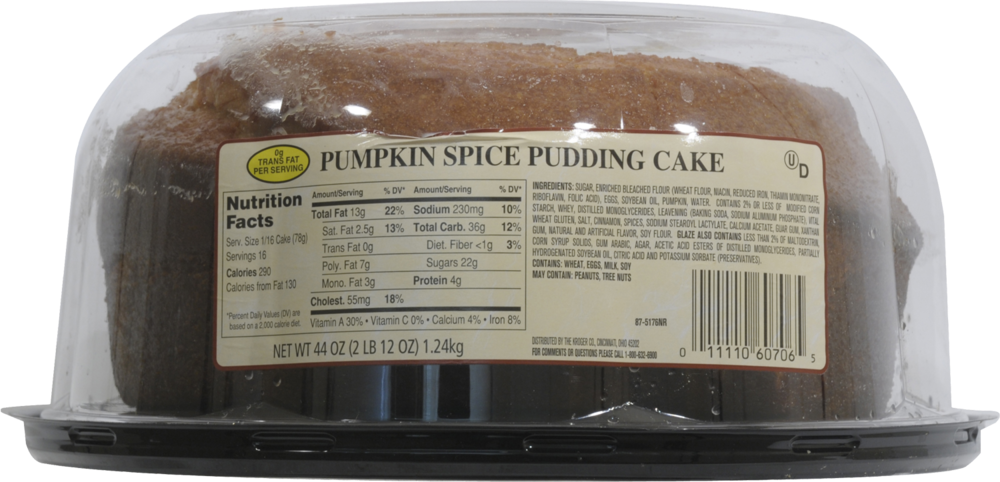 0g
TRANS FAT
PER SERVING
PUMPKIN SPICE PUDDING CAKE
U D
Nutrition
Facts
Serv. Size 1/16 Cake (78g)
Servings 16
Calories 290
Calories from Fat 130
*Percent Daily Values (DV) are
based on a 2,000 calorie diet.
Amount/Serving % DV* Amount/Serving % DV*
Total Fat 13g 22% Sodium 230mg 10%
Sat. Fat 2.5g 13% Total Carb. 36g 12%
Trans Fat 0g Diet. Fiber <1g 3%
Poly. Fat 7g Sugars 22g
Mono. Fat 3g Protein 4g
Cholest. 55mg 18%
Vitamin A 30% • Vitamin C 0% • Calcium 4% • Iron 8%
NET WT 44 OZ (2 LB 12 OZ) 1.24kg
INGREDIENTS: SUGAR, ENRICHED BLEACHED FLOUR (WHEAT FLOUR, NIACIN, REDUCED IRON, THIAMIN MONONITRATE,
RIBOFLAVIN, FOLIC ACID), EGGS, SOYBEAN OIL, PUMPKIN, WATER. CONTAINS 2% OR LESS OF MODIFIED CORN
STARCH, WHEY, DISTILLED MONOGLYCERIDES, LEAVENING (BAKING SODA, SODIUM ALUMINUM PHOSPHATE), VITAL
WHEAT GLUTEN, SALT, CINNAMON, SPICES, SODIUM STEAROYL LACTYLATE, CALCIUM ACETATE, GUAR GUM, XANTHAN
GUM, NATURAL AND ARTIFICIAL FLAVOR, SOY FLOUR. GLAZE ALSO CONTAINS LESS THAN 2% OF MALTODEXTRIN,
CORN SYRUP SOLIDS, GUM ARABIC, AGAR, ACETIC ACID ESTERS OF DISTILLED MONOGLYCERIDES, PARTIALLY
HYDROGENATED SOYBEAN OIL, CITRIC ACID AND POTASSIUM SORBATE (PRESERVATIVES).
CONTAINS: WHEAT, EGGS, MILK, SOY
MAY CONTAIN: PEANUTS, TREE NUTS
87-5176NR
DISTRIBUTED BY THE KROGER CO., CINCINNATI, OHIO 45202
FOR COMMENTS OR QUESTIONS PLEASE CALL 1-800-632-6900
0 11110 60706 5